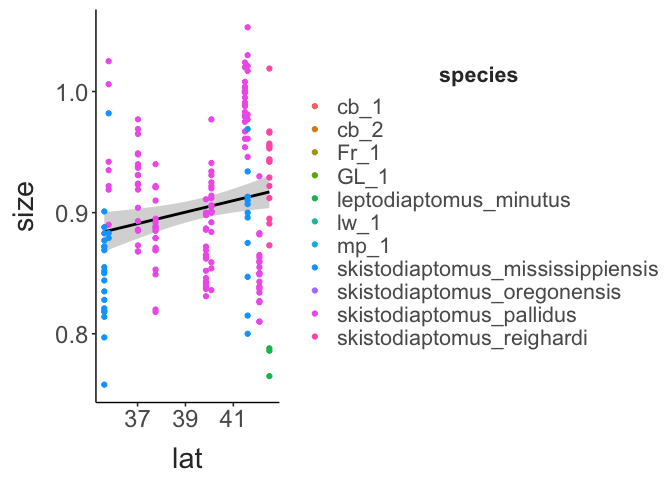 size
1.0
0.9
0.8
37
39
41
lat
species
cb_1
cb_2
Fr_1
GL_1
leptodiaptomus_minutus
lw_1
mp_1
skistodiaptomus_mississippiensis
skistodiaptomus_oregonensis
skistodiaptomus_pallidus
skistodiaptomus_reighardi